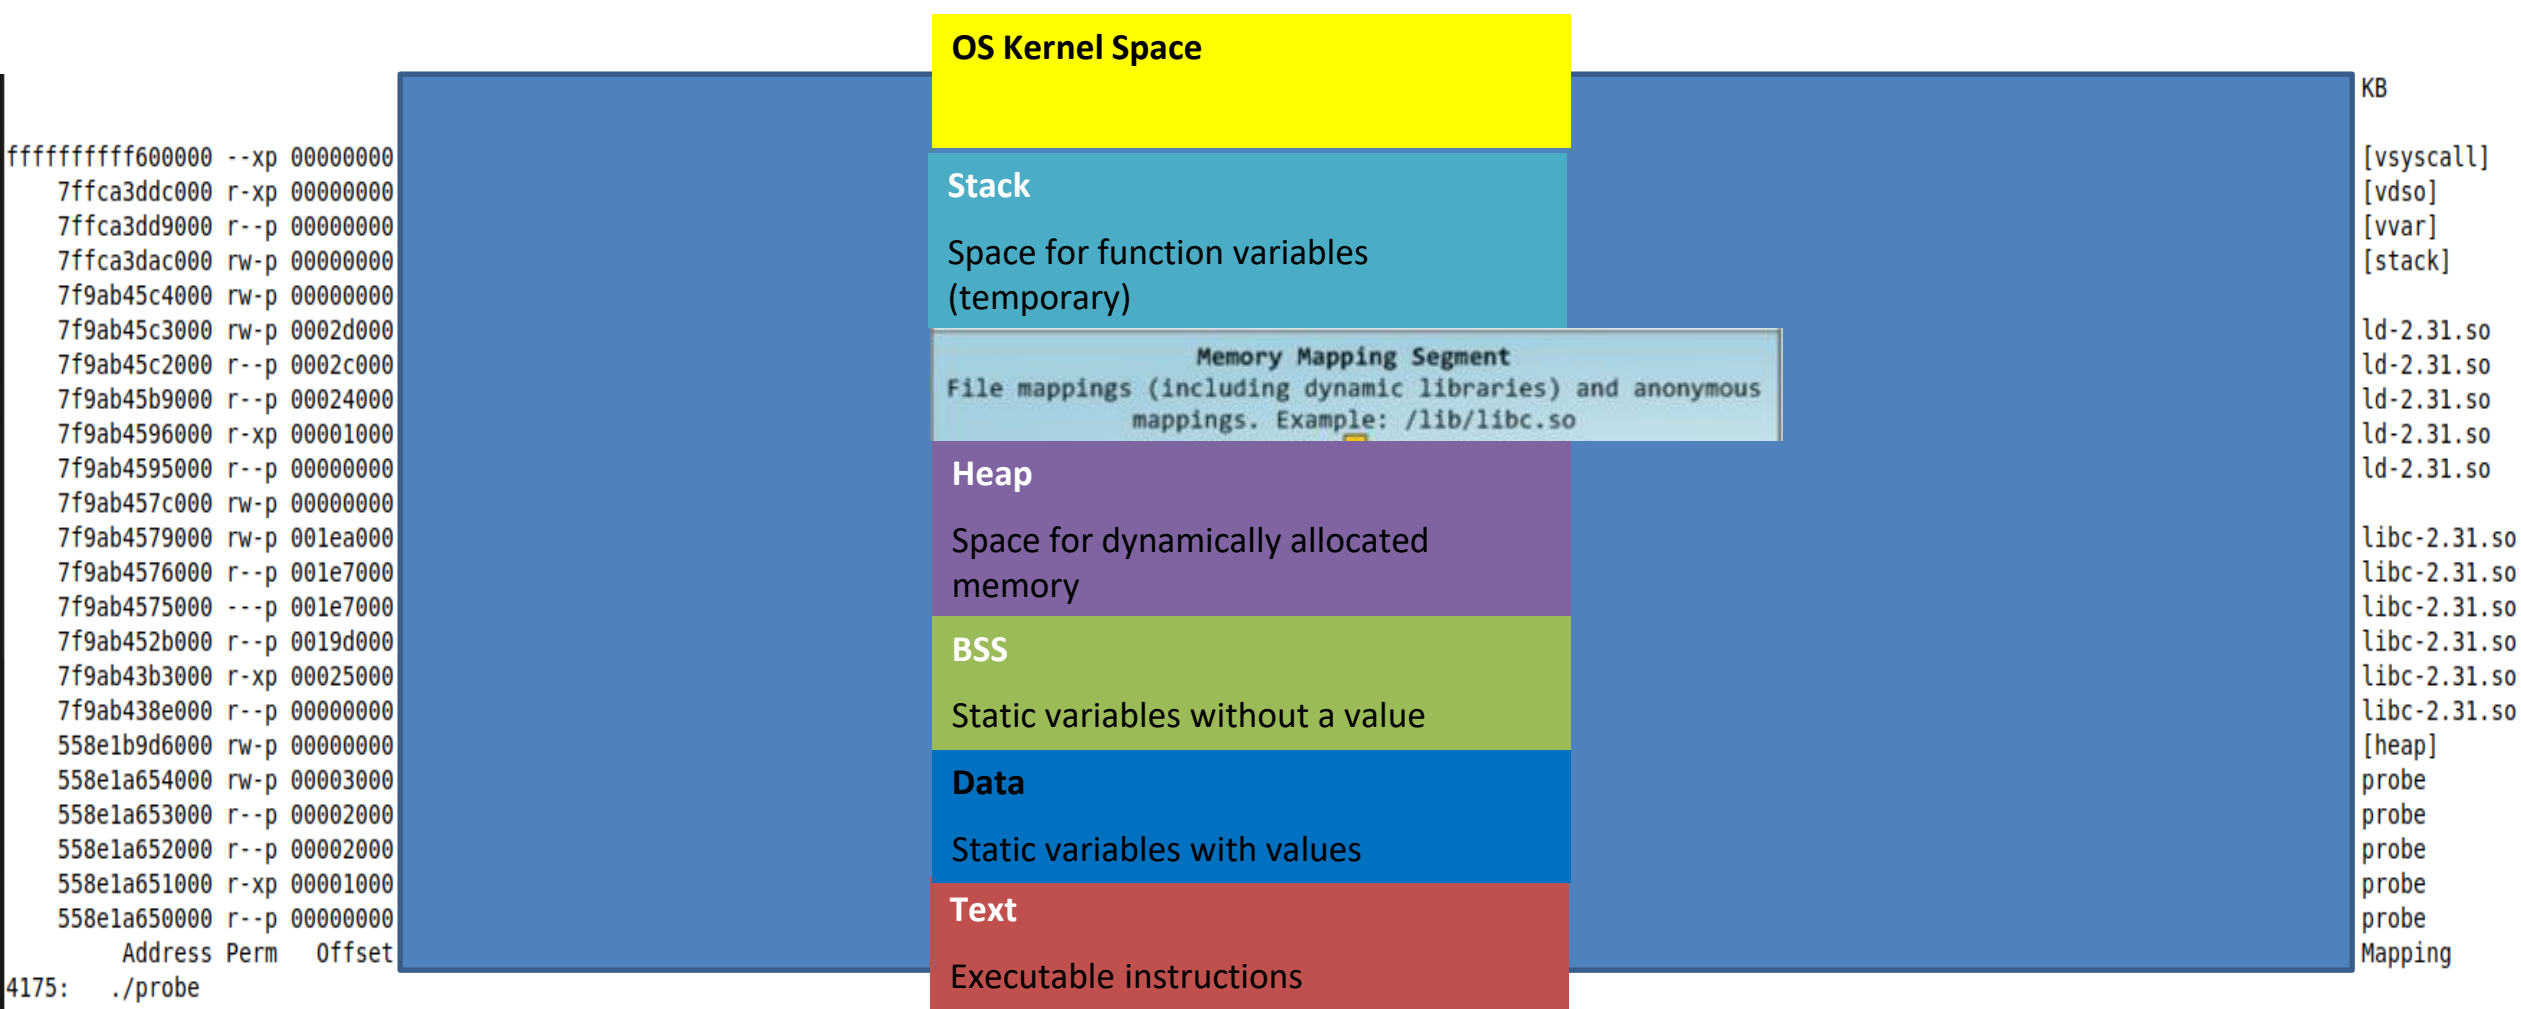 OS Kernel Space
KB
ffffffffff600000 --xp 00000000 [vsyscall]
7ffca3ddc000 r-xp 00000000 [vdso]
7ffca3dd9000 r--p 00000000 [vvar]
7ffca3dac000 rw-p 00000000 [stack]
7f9ab45c4000 rw-p 00000000
7f9ab45c3000 rw-p 0002d000 ld-2.31.so
7f9ab45c2000 r--p 0002c000 ld-2.31.so
7f9ab45b9000 r--p 00024000 ld-2.31.so
7f9ab4596000 r-xp 00001000 ld-2.31.so
7f9ab4595000 r--p 00000000 ld-2.31.so
7f9ab457c000 rw-p 00000000
7f9ab4579000 rw-p 001ea000 libc-2.31.so
7f9ab4576000 r--p 001e7000 libc-2.31.so
7f9ab4575000 ---p 001e7000 libc-2.31.so
7f9ab452b000 r--p 0019d000 libc-2.31.so
7f9ab43b3000 r-xp 00025000 libc-2.31.so
7f9ab438e000 r--p 00000000 libc-2.31.so
558e1b9d6000 rw-p 00000000 [heap]
558e1a654000 rw-p 00003000 probe
558e1a653000 r--p 00002000 probe
558e1a652000 r--p 00002000 probe
558e1a651000 r-xp 00001000 probe
558e1a650000 r--p 00000000 probe
Address Perm Offset Mapping
4175: ./probe
Stack
Space for function variables
(temporary)
Memory Mapping Segment
File mappings (including dynamic libraries) and anonymous
mappings. Example: /lib/libc.so
Heap
Space for dynamically allocated
memory
BSS
Static variables without a value
Data
Static variables with values
Text
Executable instructions